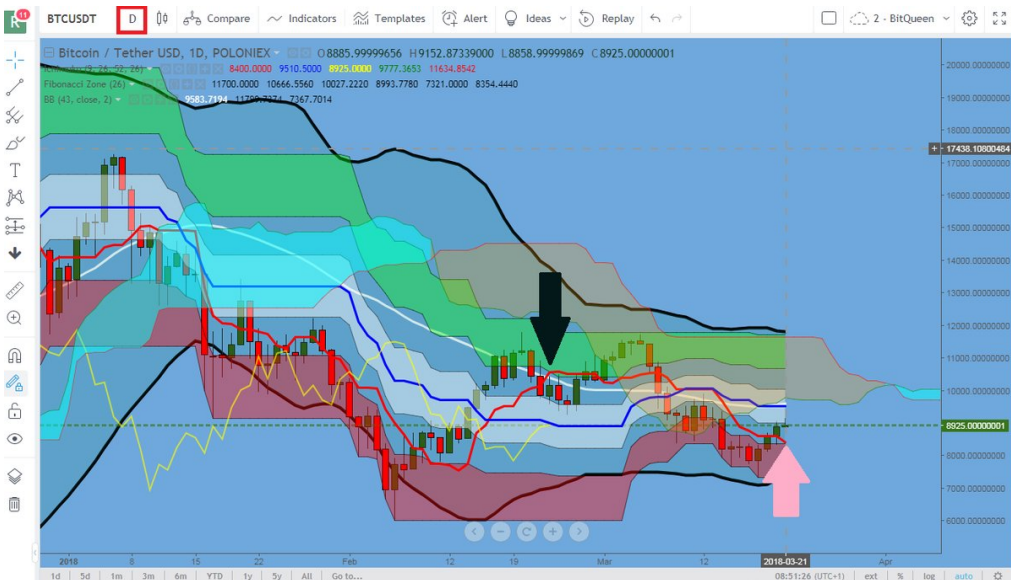 11
BTCUSDT D Compare Indicators Templates Alert Ideas Replay 2 - BitQueen
Bitcoin / Tether USD, 1D, POLONIEX O8885.99999656 H9152.87339000 L8858.99999869 C8925.00000001
8400.0000 9510.5000 8925.0000 9777.3653 11634.8542
Fibonacci Zone (26) 11700.0000 10666.5560 10027.2220 8993.7780 7321.0000 8354.4440
BB (43, close, 2) 9583.7194 7367.7014
20000.00000000
19000.00000000
18000.00000000
17438.10800484
17000.00000000
16000.00000000
15000.00000000
14000.00000000
13000.00000000
12000.00000000
11000.00000000
10000.00000000
8925.00000001
8000.00000000
7000.00000000
6000.00000000
2018 8 15 22 Feb 12 19 Mar 12 2018-03-21 Apr
1d 5d 1m 3m 6m YTD 1y 5y All Go to... 08:51:26 (UTC+1) ext % log auto